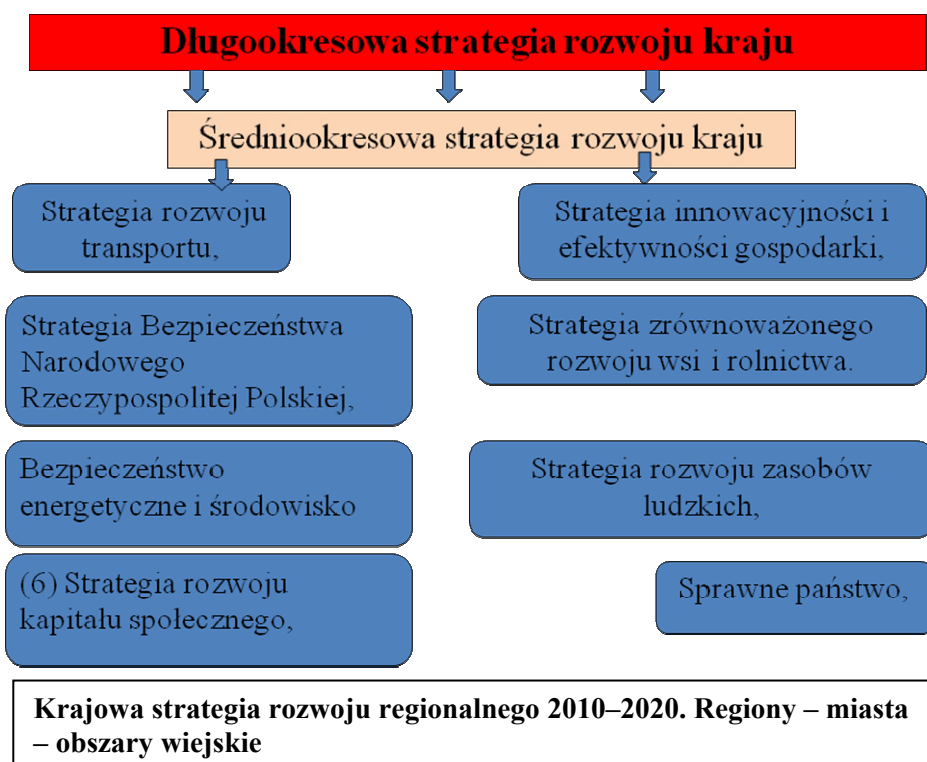 Długookresowa strategia rozwoju kraju
Średniookresowa strategia rozwoju kraju
Strategia rozwoju
transportu,
Strategia innowacyjności i
efektywności gospodarki,
Strategia Bezpieczeństwa
Narodowego
Rzeczypospolitej Polskiej,
Strategia zrównoważonego
rozwoju wsi i rolnictwa.
Bezpieczeństwo
energetyczne i środowisko
Strategia rozwoju zasobów
ludzkich,
(6) Strategia rozwoju
kapitału społecznego,
Sprawne państwo,
Krajowa strategia rozwoju regionalnego 2010–2020. Regiony – miasta
– obszary wiejskie